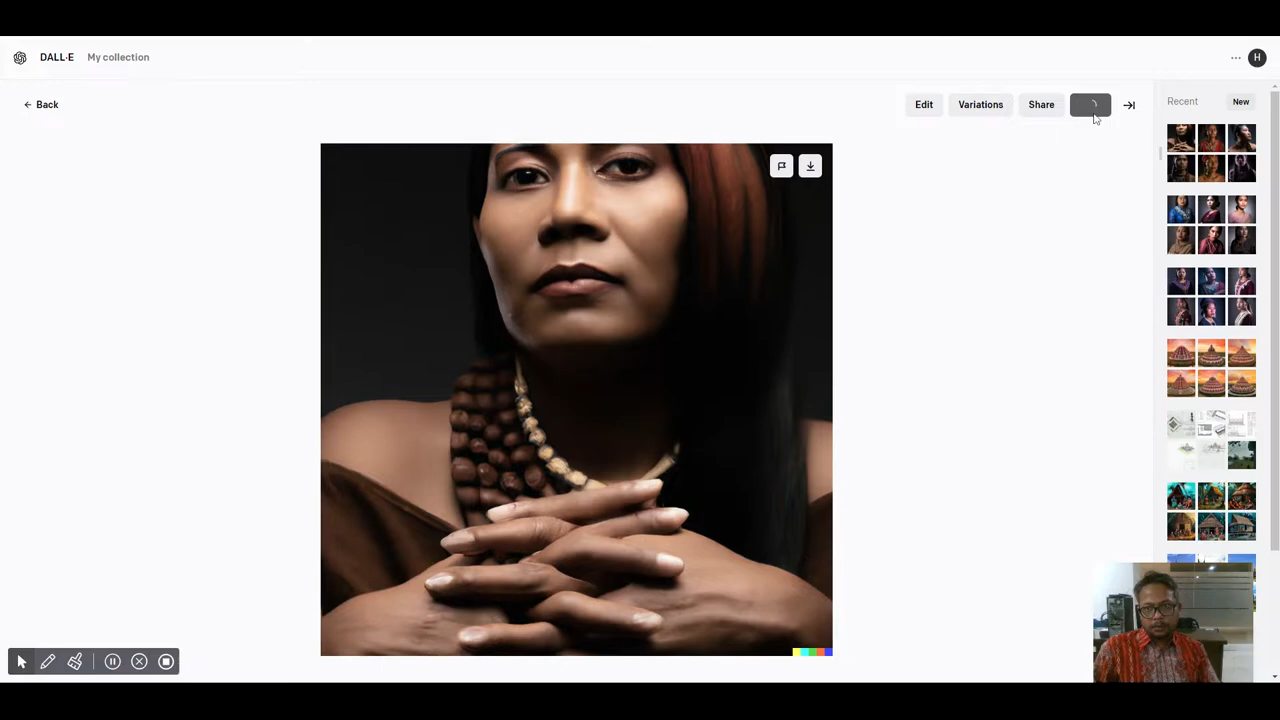 DALL·E My collection
··· H
← Back
Edit Variations Share
Recent New